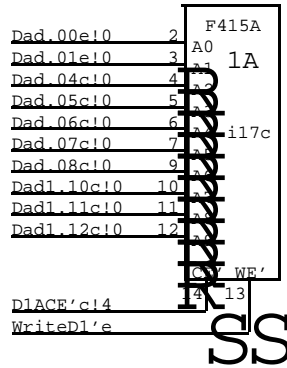 F415A
Dad.00e!0 2 A0
Dad.01e!0 3 A1 1A
Dad.04c!0 4 A2
Dad.05c!0 5
Dad.06c!0 6 i17c
Dad.07c!0 7
Dad.08c!0 9
Dad1.10c!0 10
Dad1.11c!0 11
Dad1.12c!0 12
WE'
D1ACE'c!4 14 13
WriteD1'e
SS